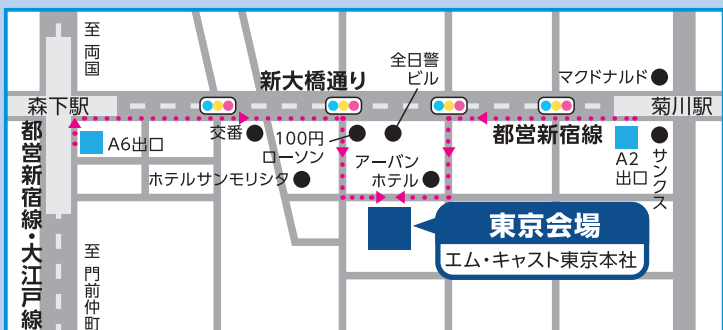 至
両
国
新大橋通り
全日警
ビル
マクドナルド
森下駅
菊川駅
A6出口
交番
100円
ローソン
都営新宿線
アーバン
ホテル
A2
出口
サンクス
ホテルサンモリシタ
都営新宿線・大江戸線
至
門
前
仲
町
東京会場
エム・キャスト東京本社